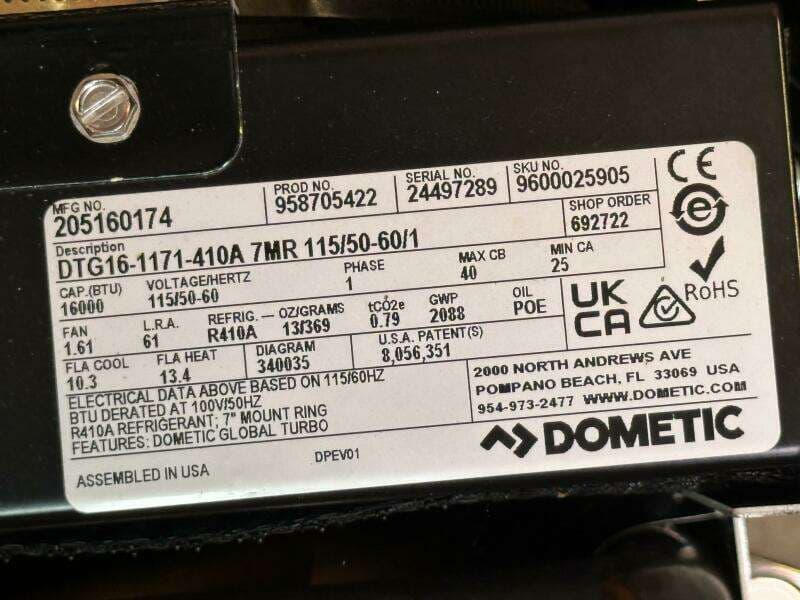 MFG NO. PROD NO. SERIAL NO. SKU NO.
205160174 958705422 24497289 9600025905
Description SHOP ORDER
DTG16-1171-410A 7MR 115/50-60/1 692722
CAP.(BTU) VOLTAGE/HERTZ PHASE MAX CB MIN CA
16000 115/50-60 1 40 25
FAN L.R.A. REFRIG.— OZ/GRAMS tCO2e GWP OIL
1.61 61 R410A 13/369 0.79 2088 POE
FLA COOL FLA HEAT DIAGRAM U.S.A. PATENT(S)
10.3 13.4 340035 8,056,351
ELECTRICAL DATA ABOVE BASED ON 115/60HZ
BTU DERATED AT 100V/50HZ
R410A REFRIGERANT; 7" MOUNT RING
FEATURES: DOMETIC GLOBAL TURBO
ASSEMBLED IN USA
DPEV01
CE
e
RoHS
UK
CA
2000 NORTH ANDREWS AVE
POMPANO BEACH, FL 33069 USA
954-973-2477 WWW.DOMETIC.COM
DOMETIC